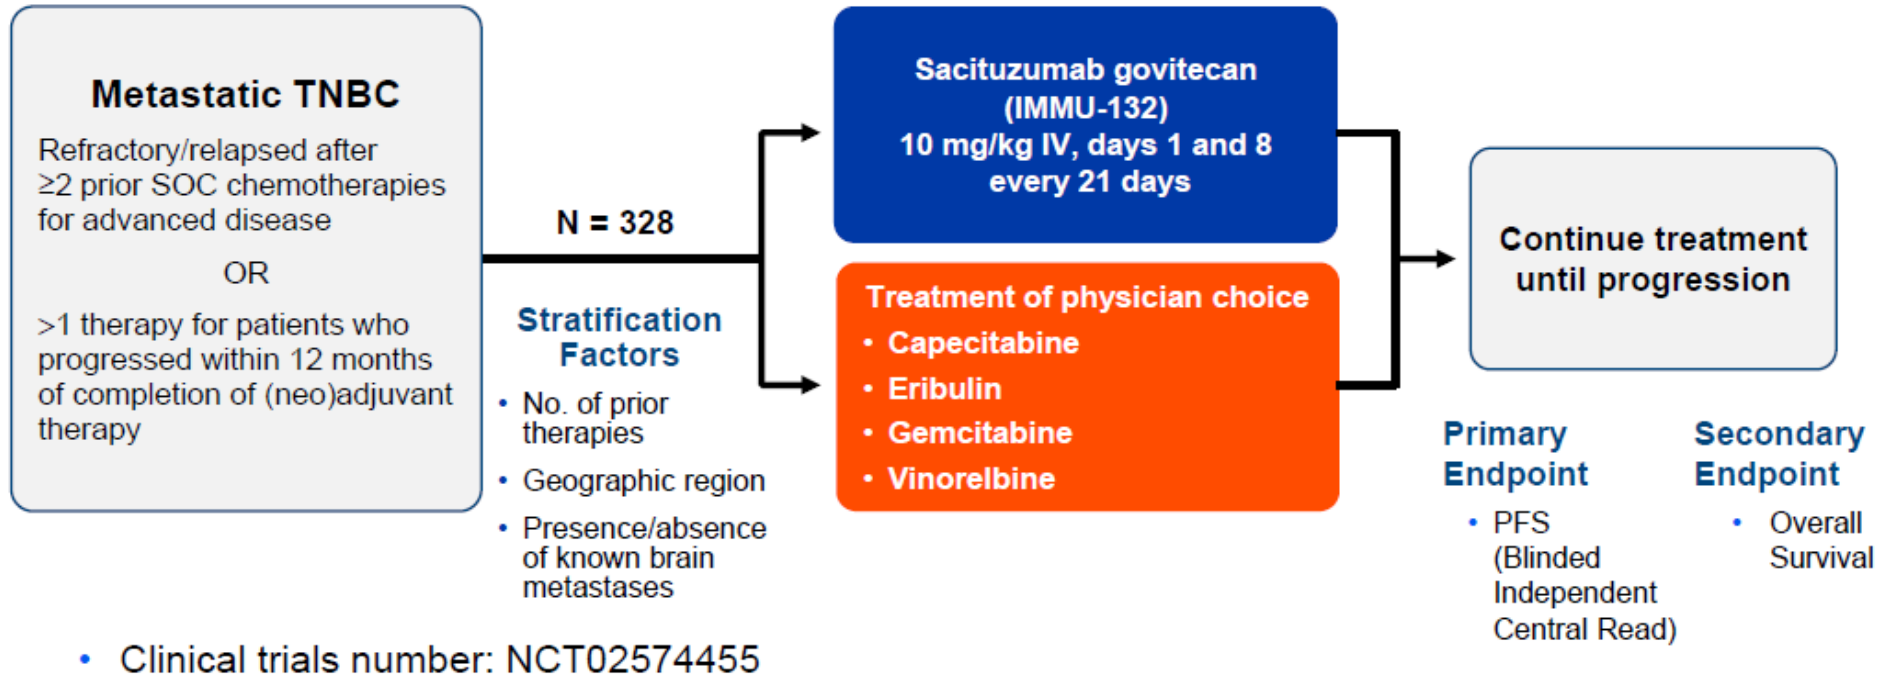 Metastatic TNBC
Refractory/relapsed after
≥2 prior SOC chemotherapies
for advanced disease
OR
>1 therapy for patients who
progressed within 12 months
of completion of (neo)adjuvant
therapy
N = 328
Stratification
Factors
• No. of prior
therapies
• Geographic region
• Presence/absence
of known brain
metastases
Sacituzumab govitecan
(IMMU-132)
10 mg/kg IV, days 1 and 8
every 21 days
Treatment of physician choice
• Capecitabine
• Eribulin
• Gemcitabine
• Vinorelbine
Continue treatment
until progression
Primary
Endpoint
• PFS
(Blinded
Independent
Central Read)
Secondary
Endpoint
• Overall
Survival
• Clinical trials number: NCT02574455